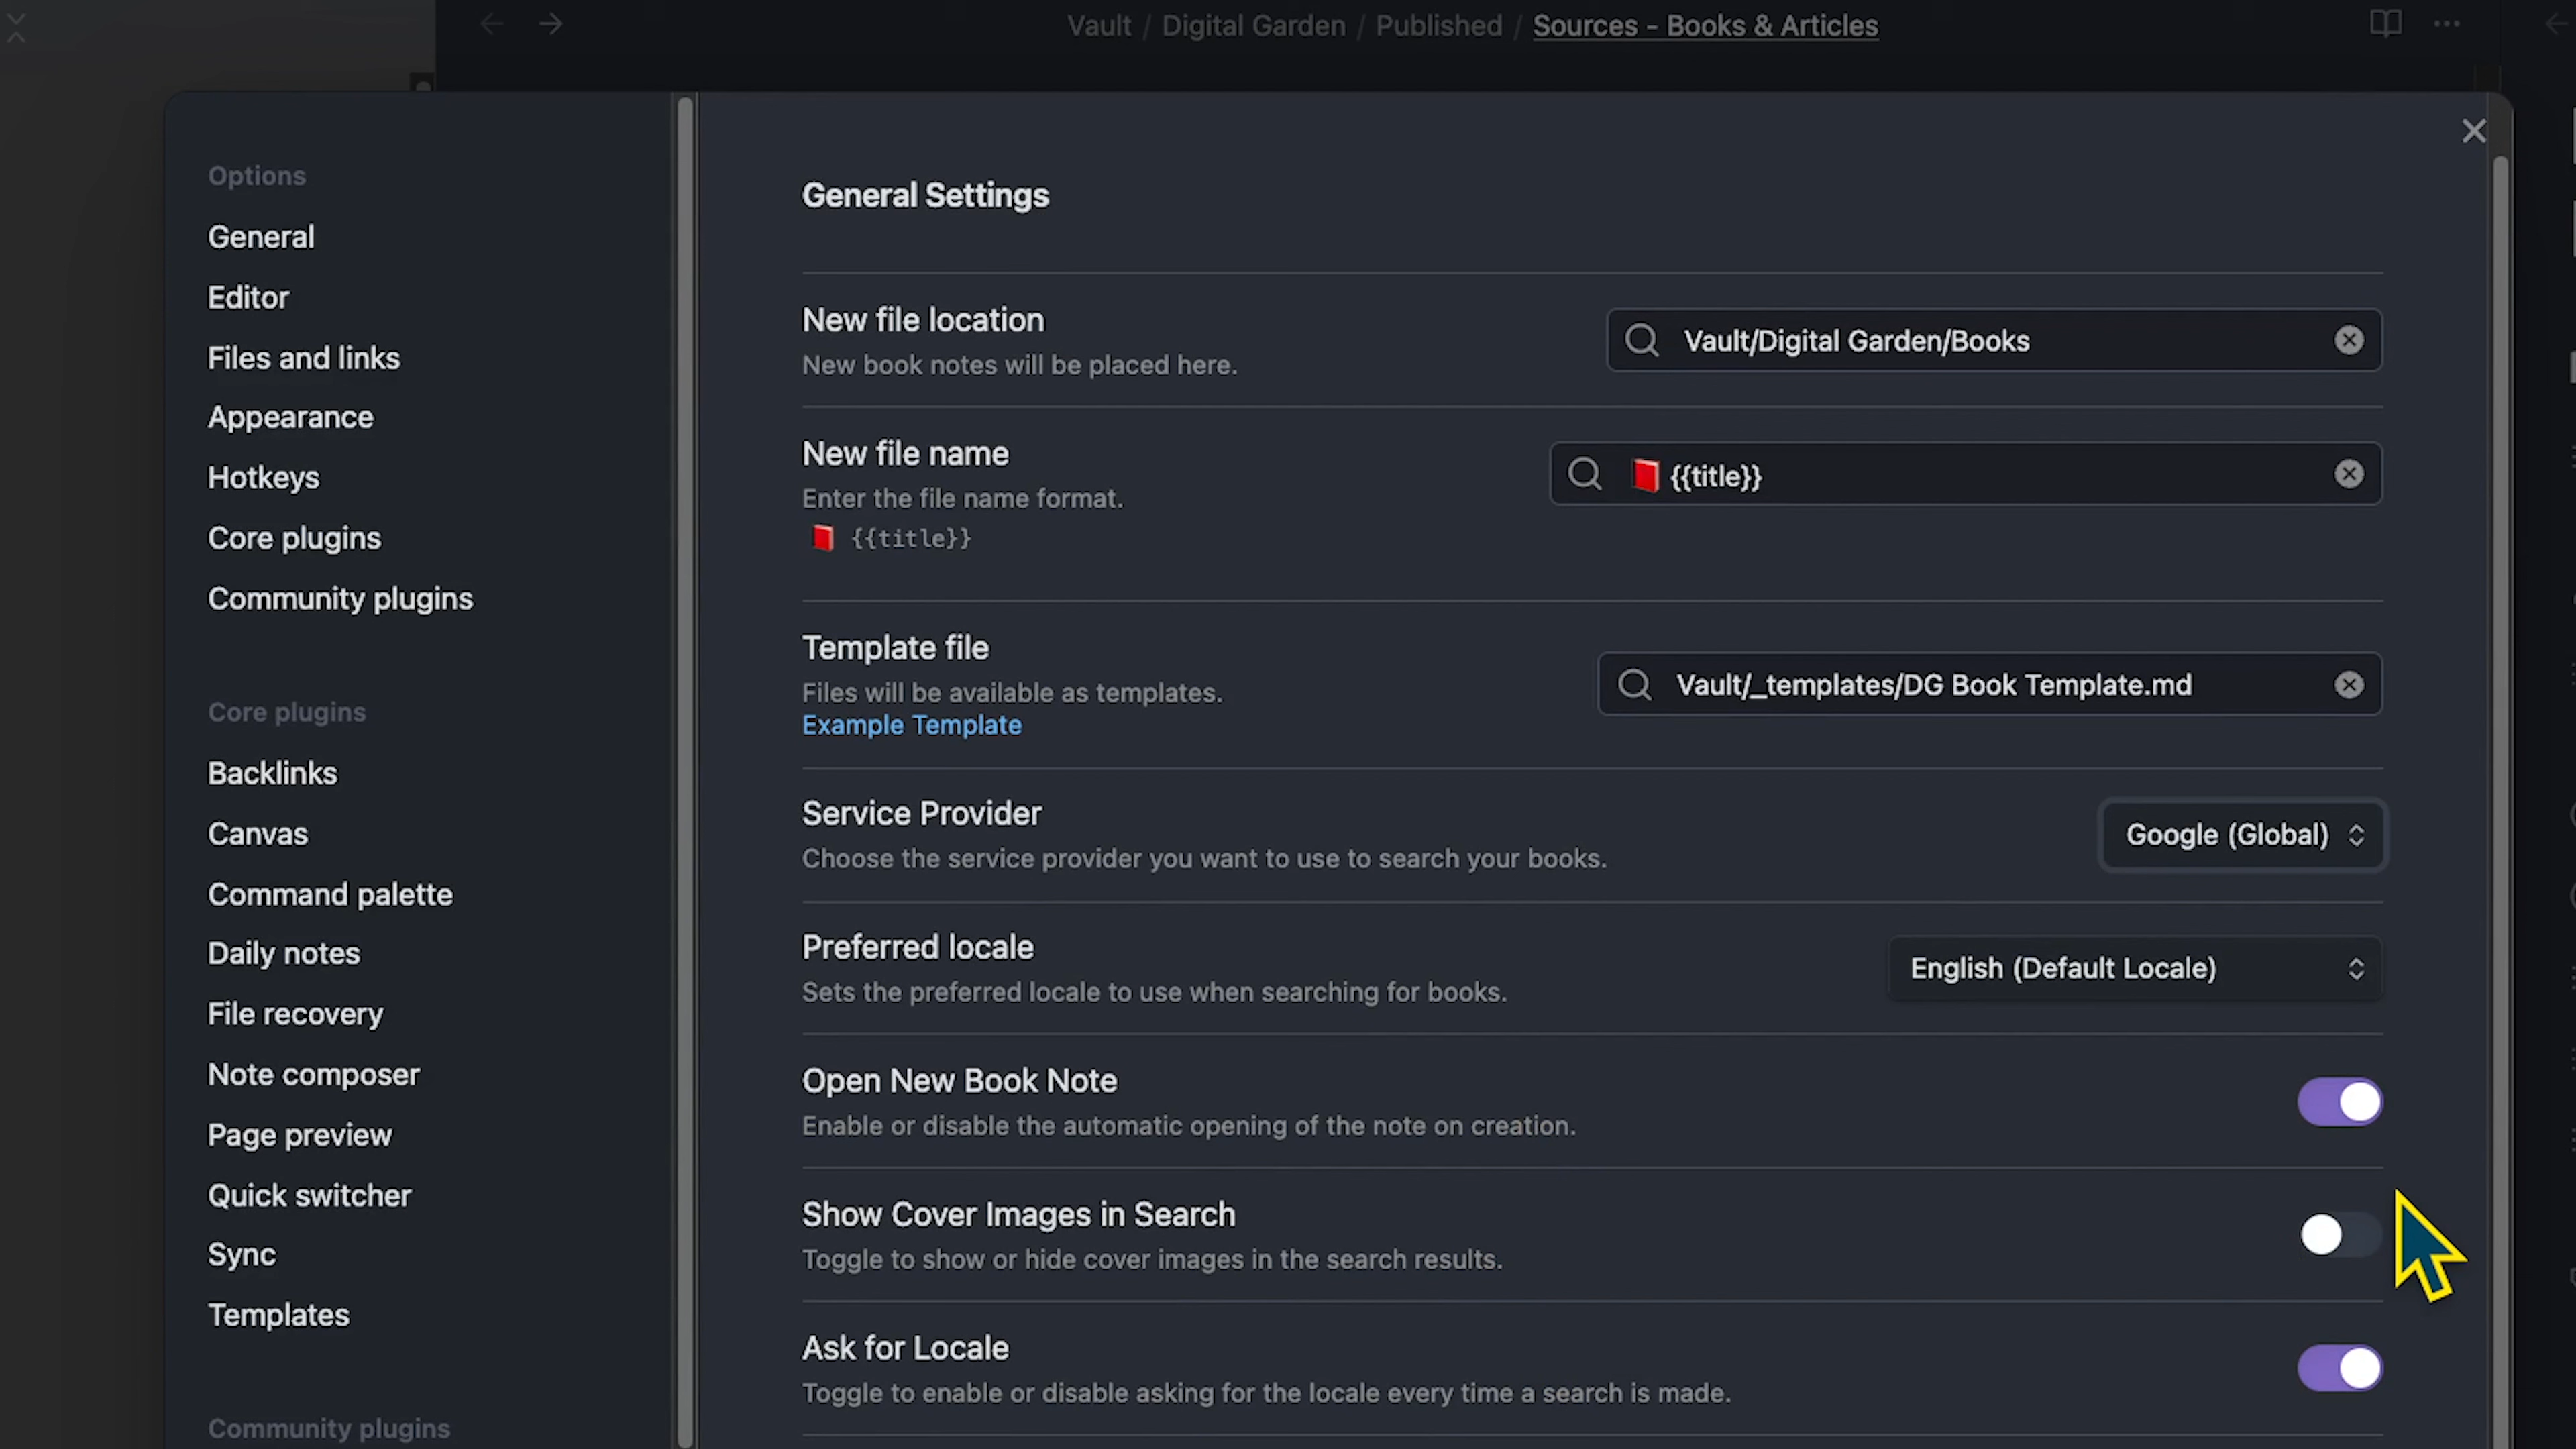 Vault / Digital Garden / Published / Sources - Books & Articles
Options
General
Editor
Files and links
Appearance
Hotkeys
Core plugins
Community plugins
Core plugins
Backlinks
Canvas
Command palette
Daily notes
File recovery
Note composer
Page preview
Quick switcher
Sync
Templates
Community plugins
General Settings
New file location
New book notes will be placed here.
Vault/Digital Garden/Books
New file name
Enter the file name format.
📕 {{title}}
📕 {{title}}
Template file
Files will be available as templates.
Example Template
Vault/_templates/DG Book Template.md
Service Provider
Choose the service provider you want to use to search your books.
Google (Global)
Preferred locale
Sets the preferred locale to use when searching for books.
English (Default Locale)
Open New Book Note
Enable or disable the automatic opening of the note on creation.
Show Cover Images in Search
Toggle to show or hide cover images in the search results.
Ask for Locale
Toggle to enable or disable asking for the locale every time a search is made.